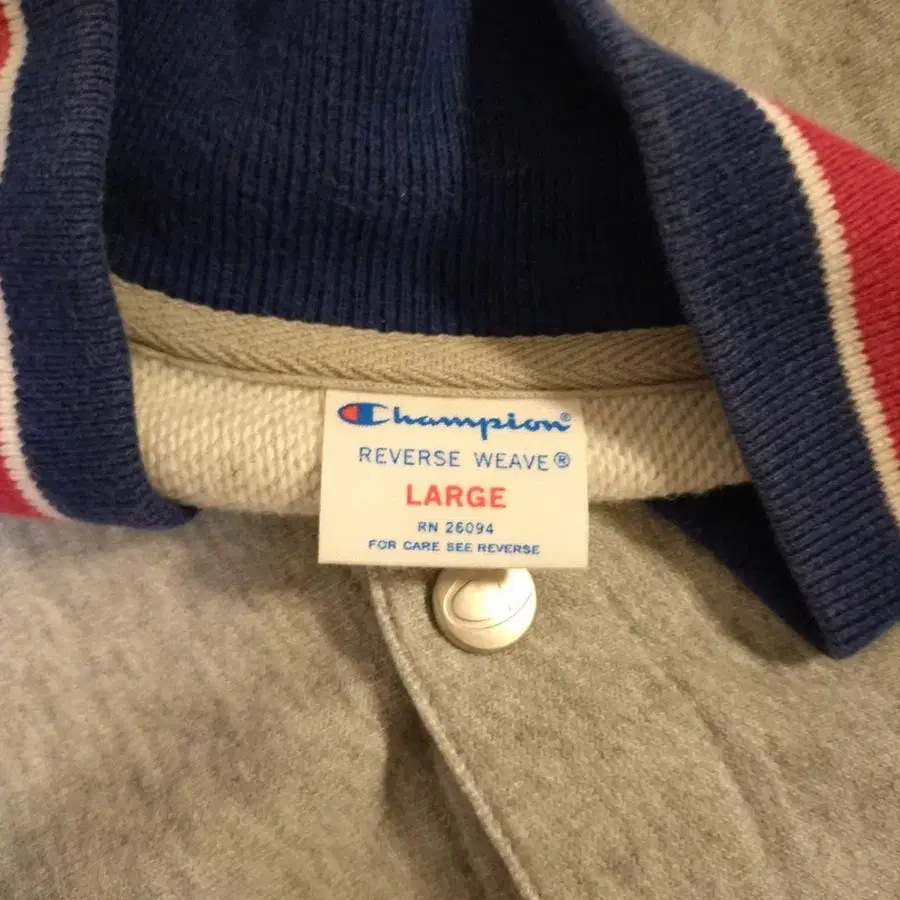 Champion®
REVERSE WEAVE®
LARGE
RN 26094
FOR CARE SEE REVERSE